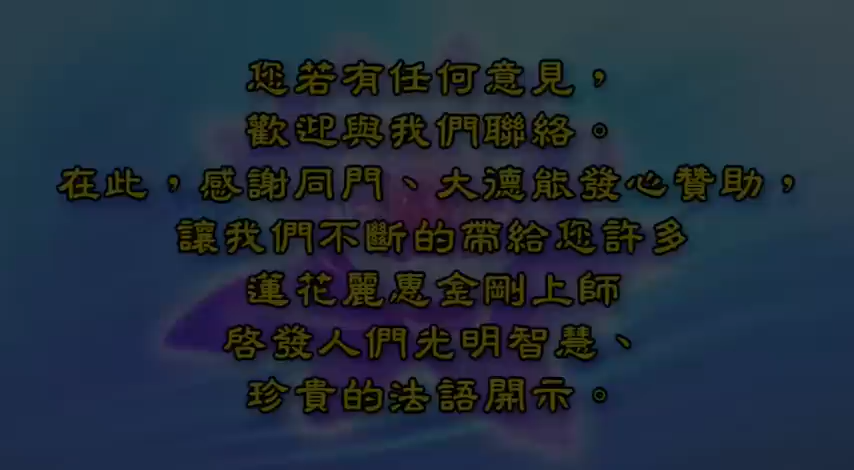 您若有任何意見，
歡迎與我們聯絡。
在此，感謝同門、大德能發心贊助，
讓我們不斷的帶給您許多
蓮花麗惠金剛上師
啓發人們光明智慧、
珍貴的法語開示。